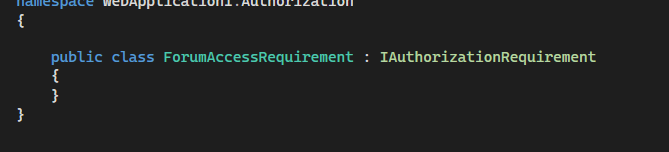 namespace WebApplication1.Authorization
{
public class ForumAccessRequirement : IAuthorizationRequirement
{
}
}